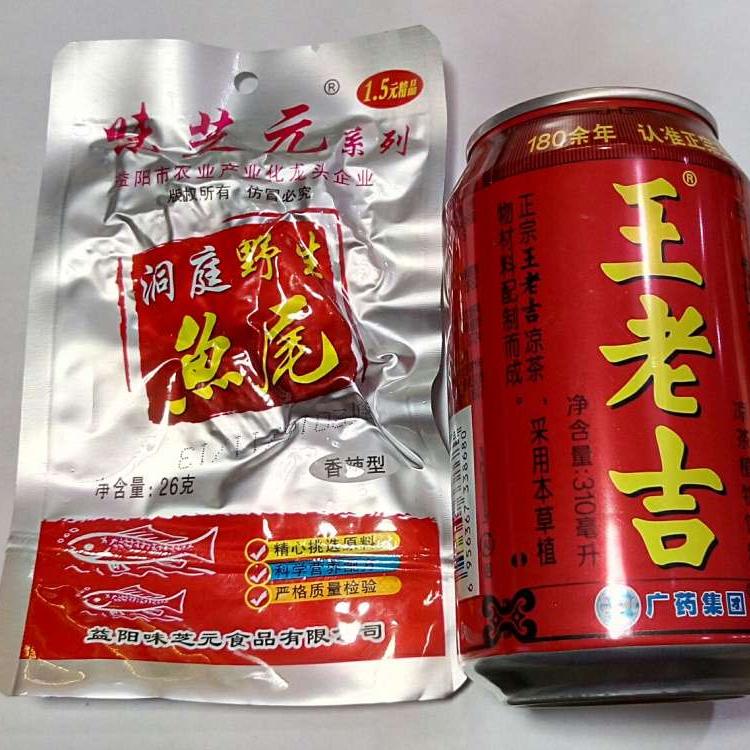 味芝元®系列
1.5元精品
益阳市农业产业化龙头企业
版权所有 仿冒必究
洞庭野生
魚尾
香辣型
净含量：26克
精心挑选原料
严格质量检验
益阳味芝元食品有限公司
180余年 认准正宗
王老吉®
正宗王老吉凉茶，采用本草植
物材料配制而成。
净含量:310毫升
6 956367 338680
广药集团